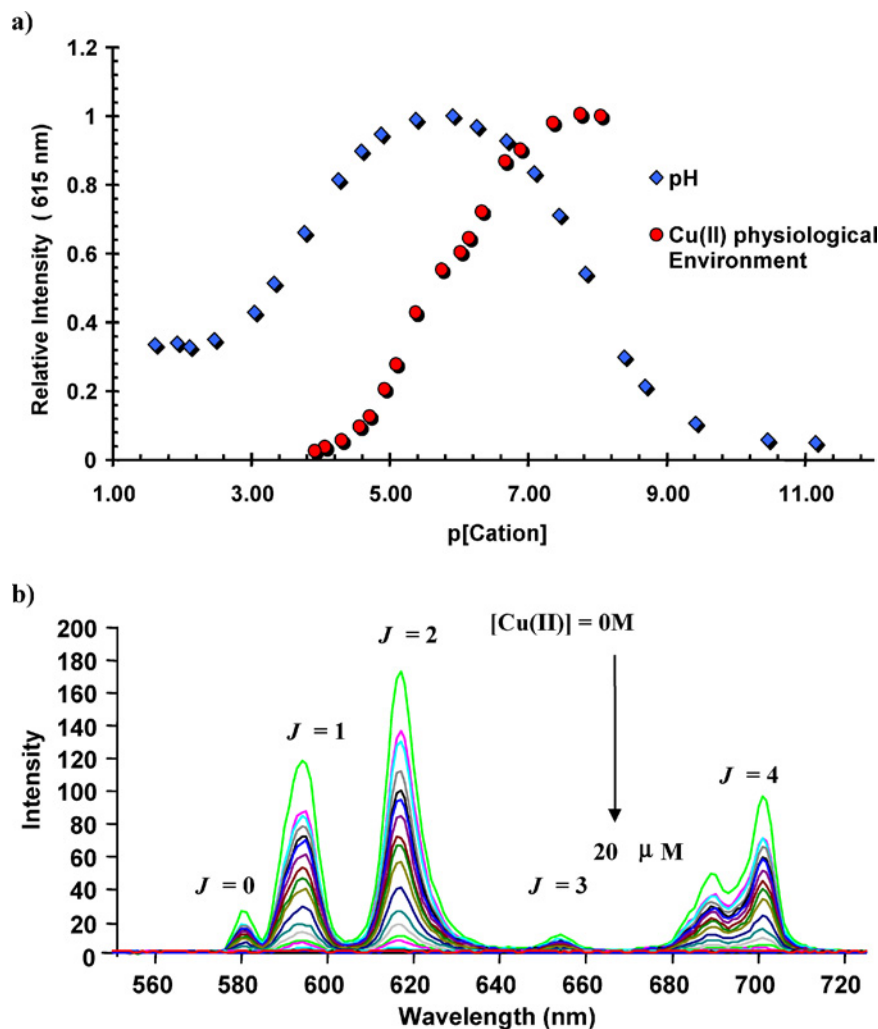 a)
1.2
1
0.8
0.6
0.4
0.2
0
Relative Intensity ( 615 nm)
1.00 3.00 5.00 7.00 9.00 11.00
p[Cation]
pH
Cu(II) physiological
Environment
b)
200
180
160
140
120
100
80
60
40
20
0
Intensity
J = 0
J = 1
J = 2
J = 3
J = 4
[Cu(II)] = 0M
20 μ M
560 580 600 620 640 660 680 700 720
Wavelength (nm)